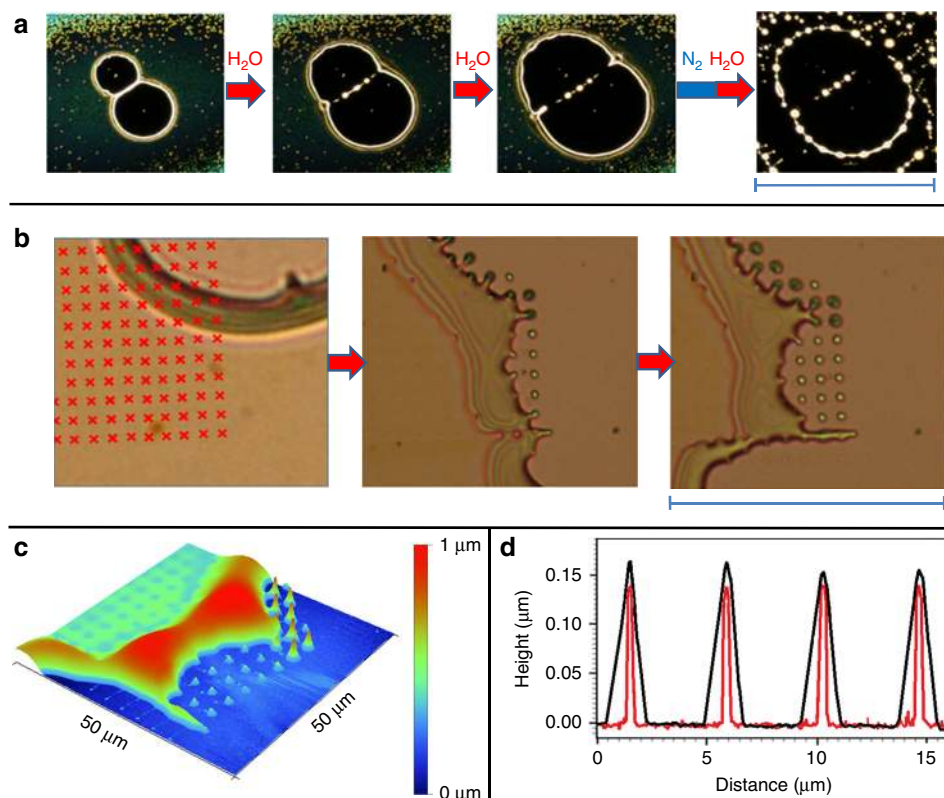 a
H₂O
H₂O
N₂ H₂O
b
c
1 μm
50 μm
50 μm
0 μm
d
Height (μm)
0.15
0.10
0.05
0.00
0
5
10
15
Distance (μm)